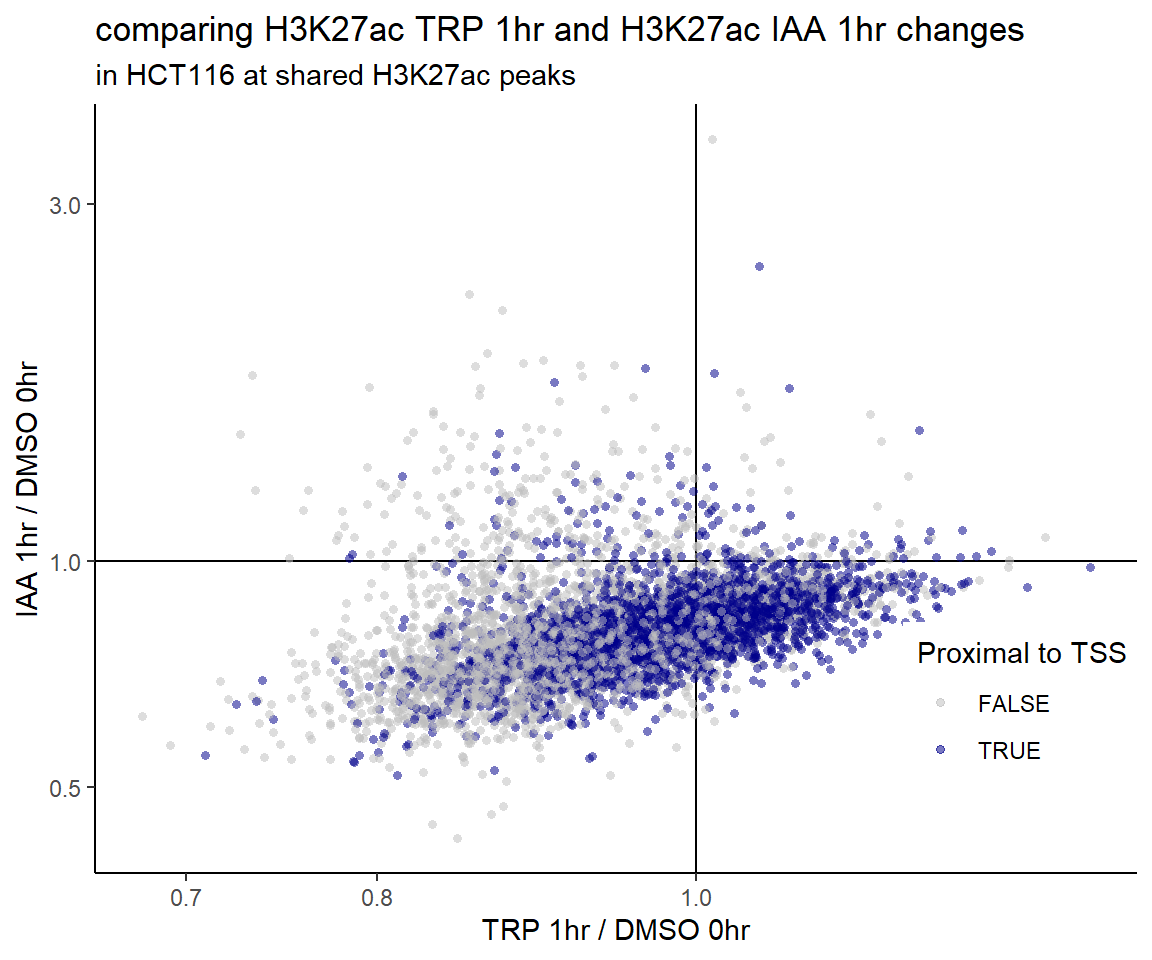 comparing H3K27ac TRP 1hr and H3K27ac IAA 1hr changes
in HCT116 at shared H3K27ac peaks
IAA 1hr / DMSO 0hr
3.0
1.0
0.5
Proximal to TSS
FALSE
TRUE
0.7
0.8
1.0
TRP 1hr / DMSO 0hr